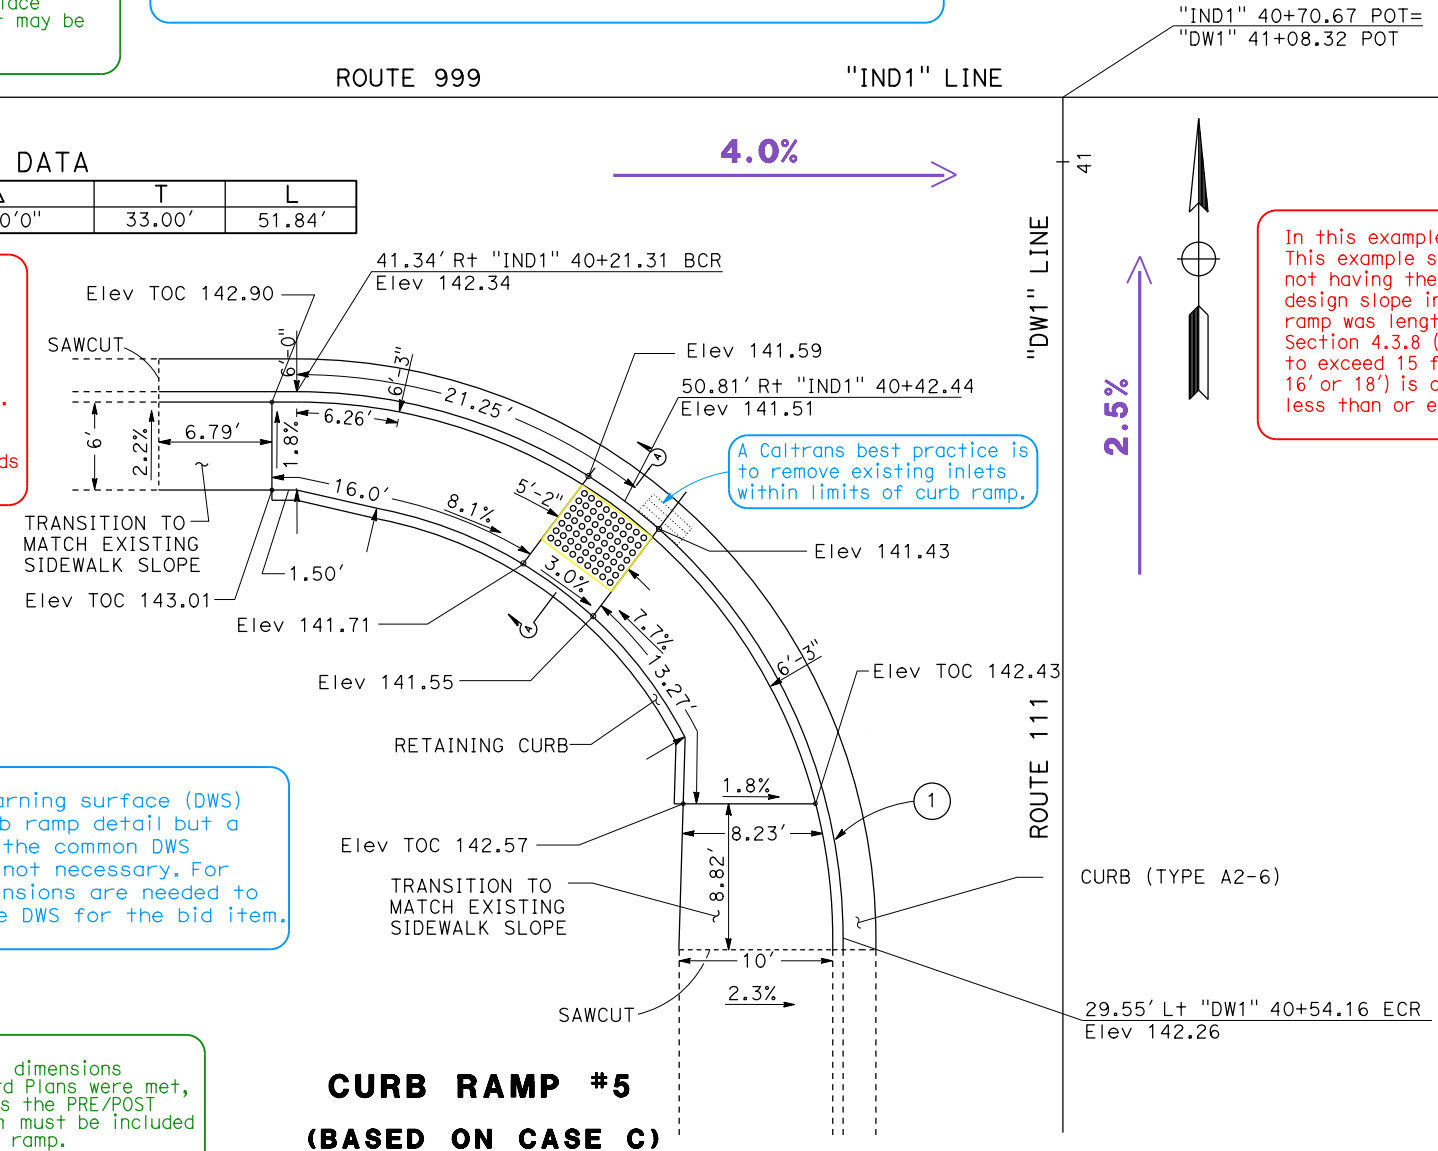 lace
r may be
"IND1" 40+70.67 POT=
"DW1" 41+08.32 POT
ROUTE 999
"IND1" LINE
DATA
T
L
0'0"
33.00'
51.84'
4.0%
41
"DW1" LINE
2.5%
In this example
This example s
not having the
design slope in
ramp was lengt
Section 4.3.8 (
to exceed 15 f
16' or 18') is a
less than or e
ds
41.34' Rt "IND1" 40+21.31 BCR
Elev 142.34
Elev TOC 142.90
SAWCUT
6'-0"
6'-3"
21.25'
6.26'
Elev 141.59
50.81' Rt "IND1" 40+42.44
Elev 141.51
A Caltrans best practice is
to remove existing inlets
within limits of curb ramp.
6'
2.2%
6.79'
1.8%
16.0'
8.1%
5'-2"
A
TRANSITION TO
MATCH EXISTING
SIDEWALK SLOPE
1.50'
Elev TOC 143.01
Elev 141.43
3.0%
Elev 141.71
A
7.7%
13.27'
Elev 141.55
6'-3"
Elev TOC 142.43
RETAINING CURB
ROUTE 111
1.8%
1
8.23'
8.82'
Elev TOC 142.57
arning surface (DWS)
b ramp detail but a
the common DWS
not necessary. For
ensions are needed to
e DWS for the bid item.
TRANSITION TO
MATCH EXISTING
SIDEWALK SLOPE
CURB (TYPE A2-6)
10'
2.3%
SAWCUT
29.55' Lt "DW1" 40+54.16 ECR
Elev 142.26
dimensions
rd Plans were met,
s the PRE/POST
n must be included
ramp.
CURB RAMP #5
(BASED ON CASE C)